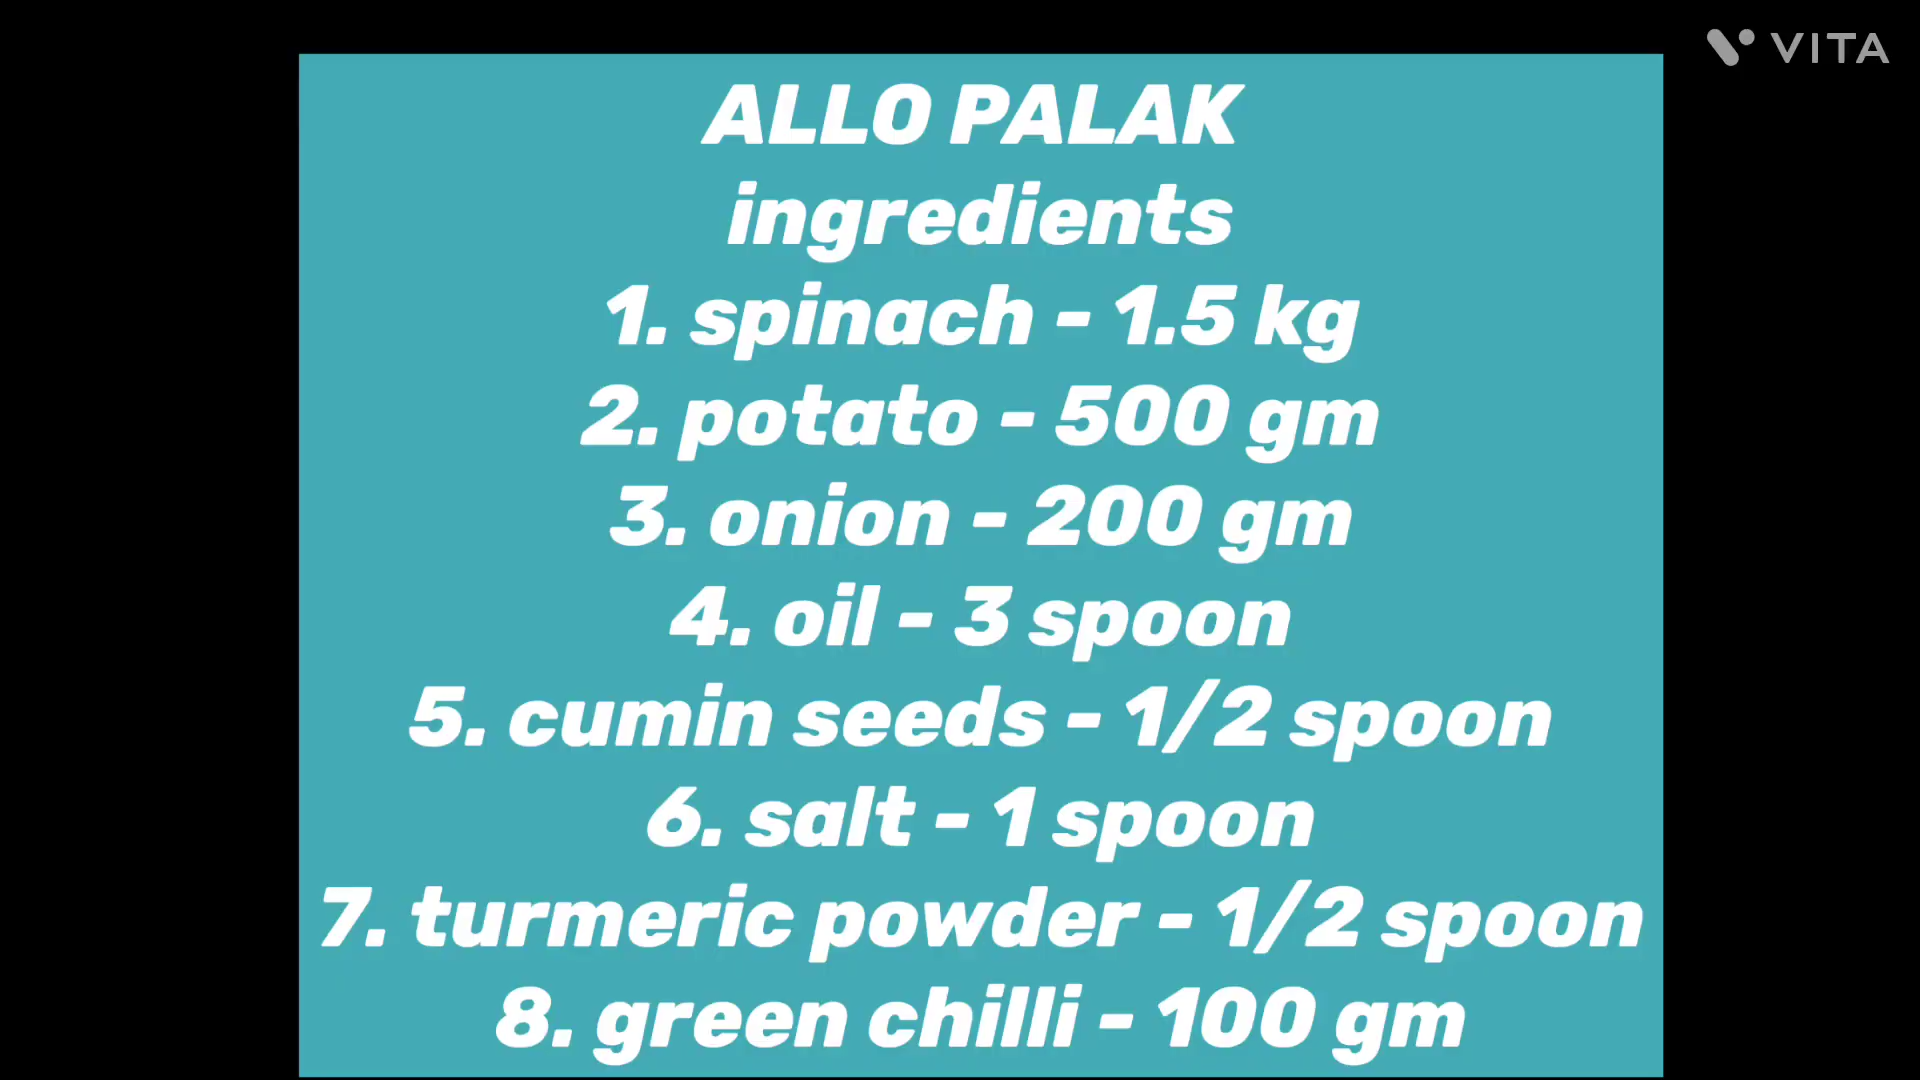 VITA
ALLO PALAK
ingredients
1. spinach - 1.5 kg
2. potato - 500 gm
3. onion - 200 gm
4. oil - 3 spoon
5. cumin seeds - 1/2 spoon
6. salt - 1 spoon
7. turmeric powder - 1/2 spoon
8. green chilli - 100 gm